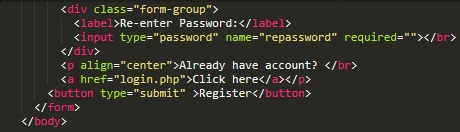 <div class="form-group">
<label>Re-enter Password:</label>
<input type="password" name="repassword" required=""></br>
</div>
<p align="center">Already have account? </br>
<a href="login.php">Click here</a></p>
<button type="submit" >Register</button>
</form>
</body>